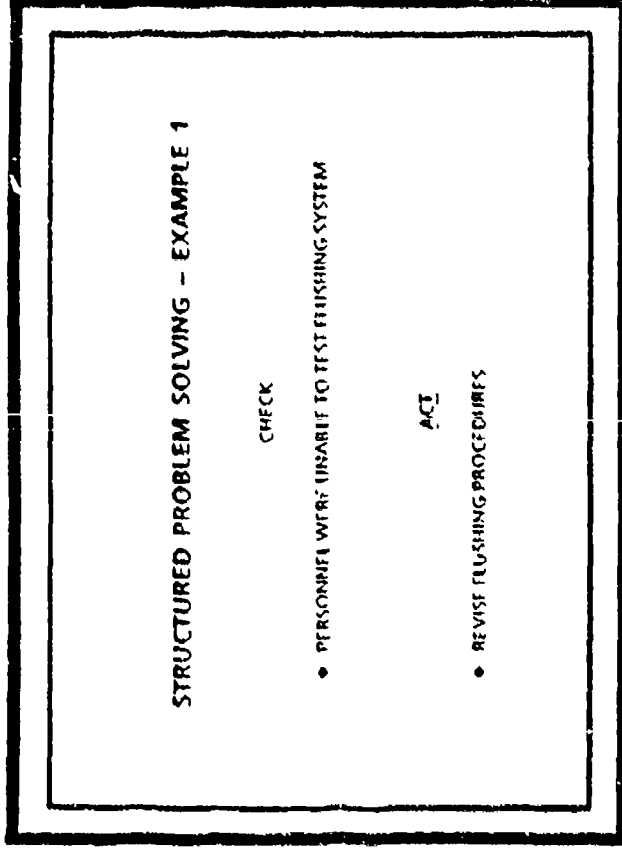 STRUCTURED PROBLEM SOLVING – EXAMPLE 1
CHECK
• PERSONNEL WERE UNABLE TO TEST FLUSHING SYSTEM
ACT
• REVISE FLUSHING PROCEDURES